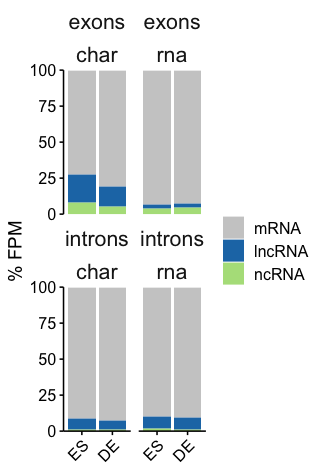 exons exons
char rna
100
75
50
25
0
introns introns
char rna
100
75
50
25
0
ES DE ES DE
% FPM
mRNA
lncRNA
ncRNA